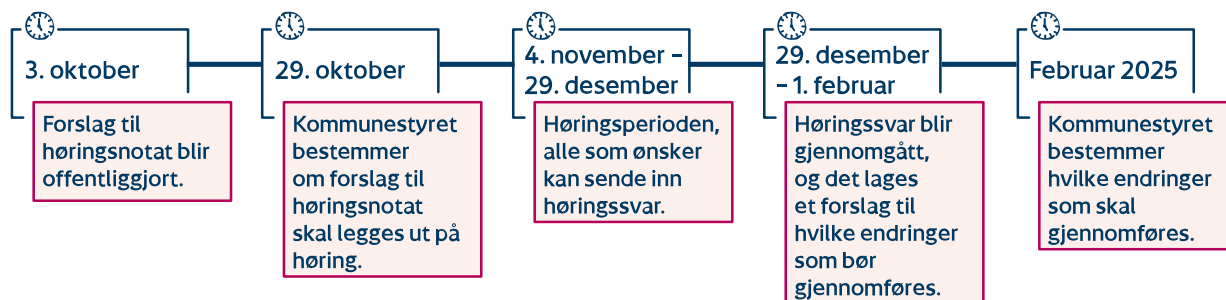 3. oktober
Forslag til
høringsnotat blir
offentliggjort.
29. oktober
Kommunestyret
bestemmer
om forslag til
høringsnotat
skal legges ut på
høring.
4. november –
29. desember
Høringsperioden,
alle som ønsker
kan sende inn
høringssvar.
29. desember
– 1. februar
Høringssvar blir
gjennomgått,
og det lages
et forslag til
hvilke endringer
som bør
gjennomføres.
Februar 2025
Kommunestyret
bestemmer
hvilke endringer
som skal
gjennomføres.